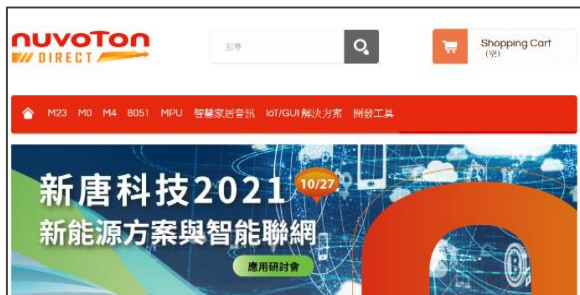 nuvoTon
DIRECT
搜尋
Shopping Cart
(空)
M23 M0 M4 8051 MPU 智慧家居音訊 IoT/GUI 解決方案 開發工具
新唐科技2021
10/27
新能源方案與智能聯網
應用研討會